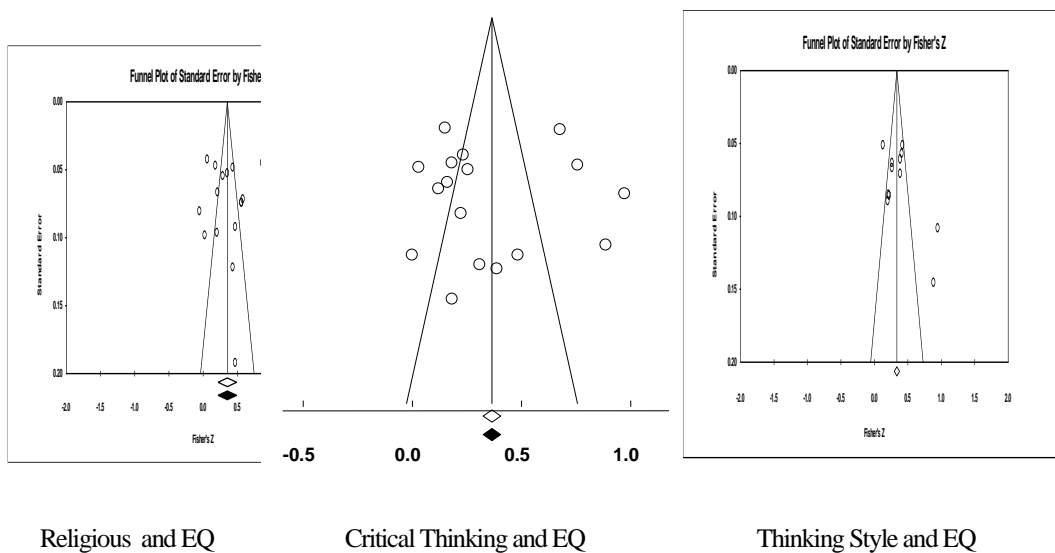 Funnel Plot of Standard Error by Fishe
0.00
0.05
0.10
0.15
0.20
Standard Error
-2.0 -1.5 -1.0 -0.5 0.0 0.5
Fisher's Z
-0.5 0.0 0.5 1.0
Funnel Plot of Standard Error by Fisher's Z
0.00
0.05
0.10
0.15
0.20
Standard Error
-2.0 -1.5 -1.0 -0.5 0.0 0.5 1.0 1.5 2.0
Fisher's Z
Religious and EQ
Critical Thinking and EQ
Thinking Style and EQ